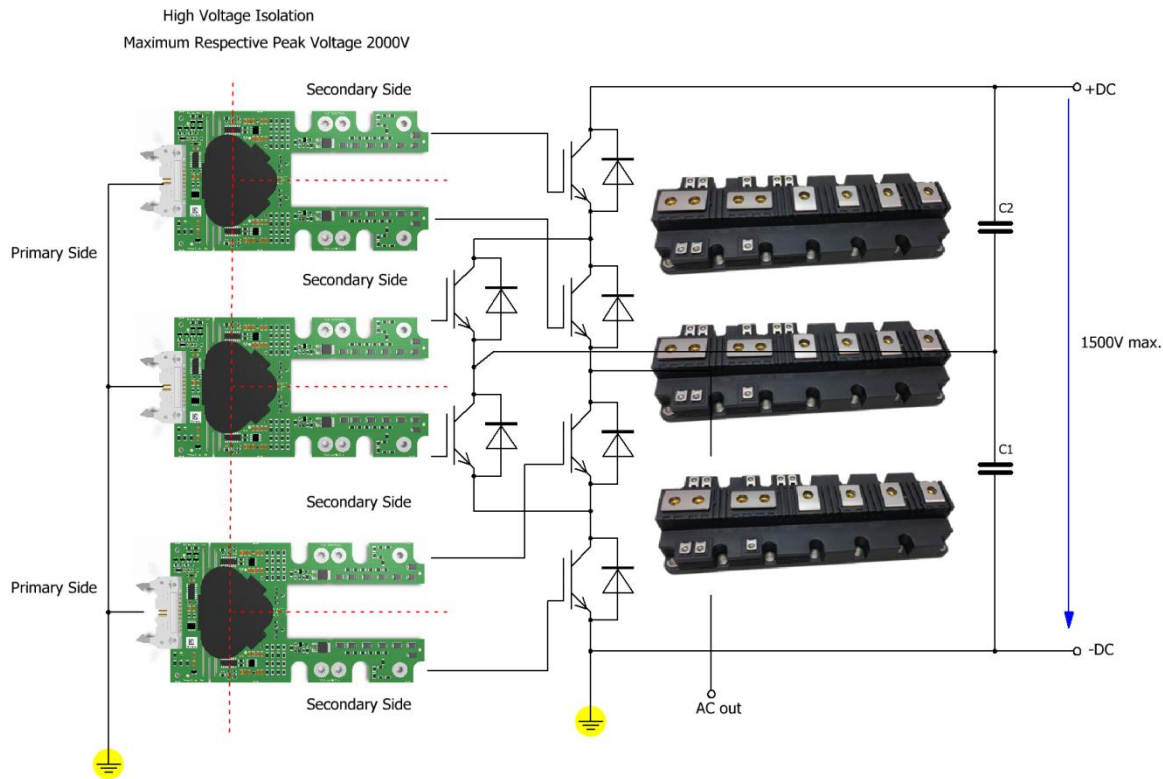 High Voltage Isolation
Maximum Respective Peak Voltage 2000V
Secondary Side
+DC
C2
Primary Side
Secondary Side
1500V max.
C1
Secondary Side
Primary Side
-DC
Secondary Side
AC out